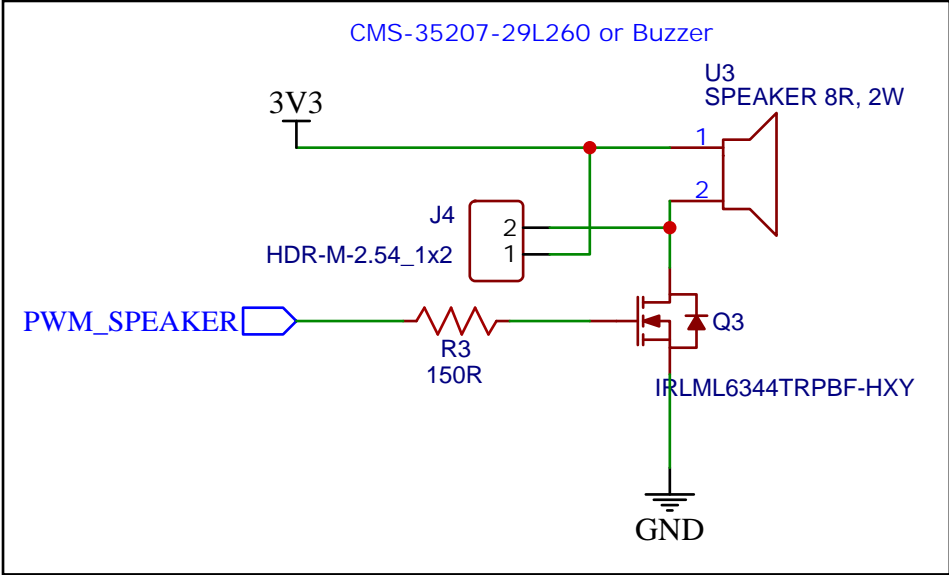 CMS-35207-29L260 or Buzzer
U3
SPEAKER 8R, 2W
3V3
1
2
J4
2
HDR-M-2.54_1x2
1
PWM_SPEAKER
Q3
R3
150R
IRLML6344TRPBF-HXY
GND